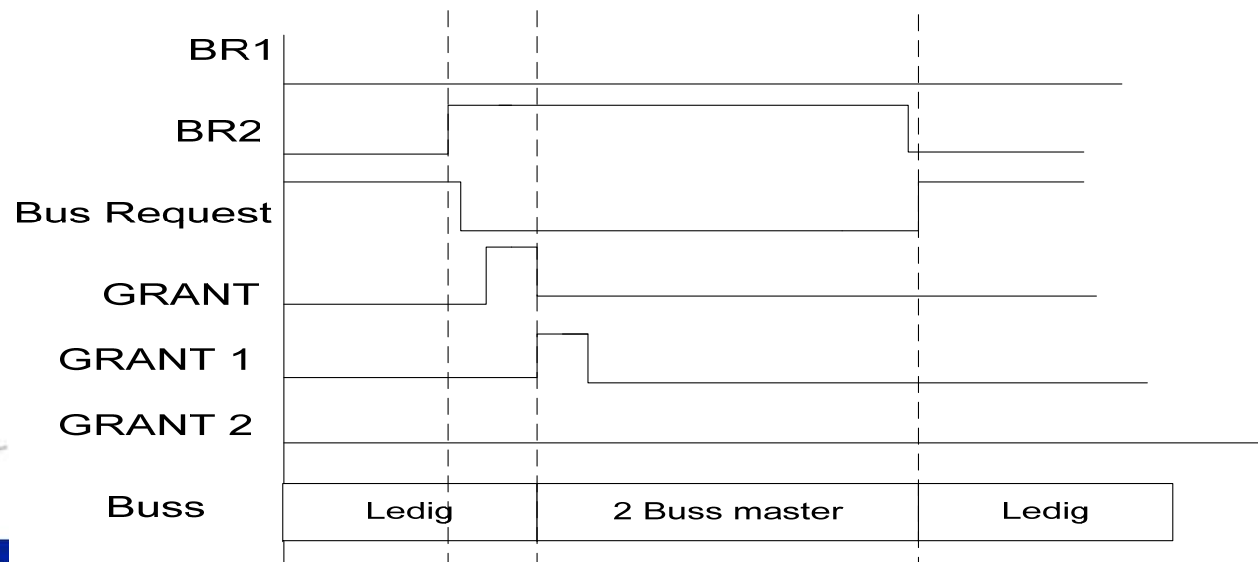 BR1
BR2
Bus Request
GRANT
GRANT 1
GRANT 2
Buss
Ledig
2 Buss master
Ledig